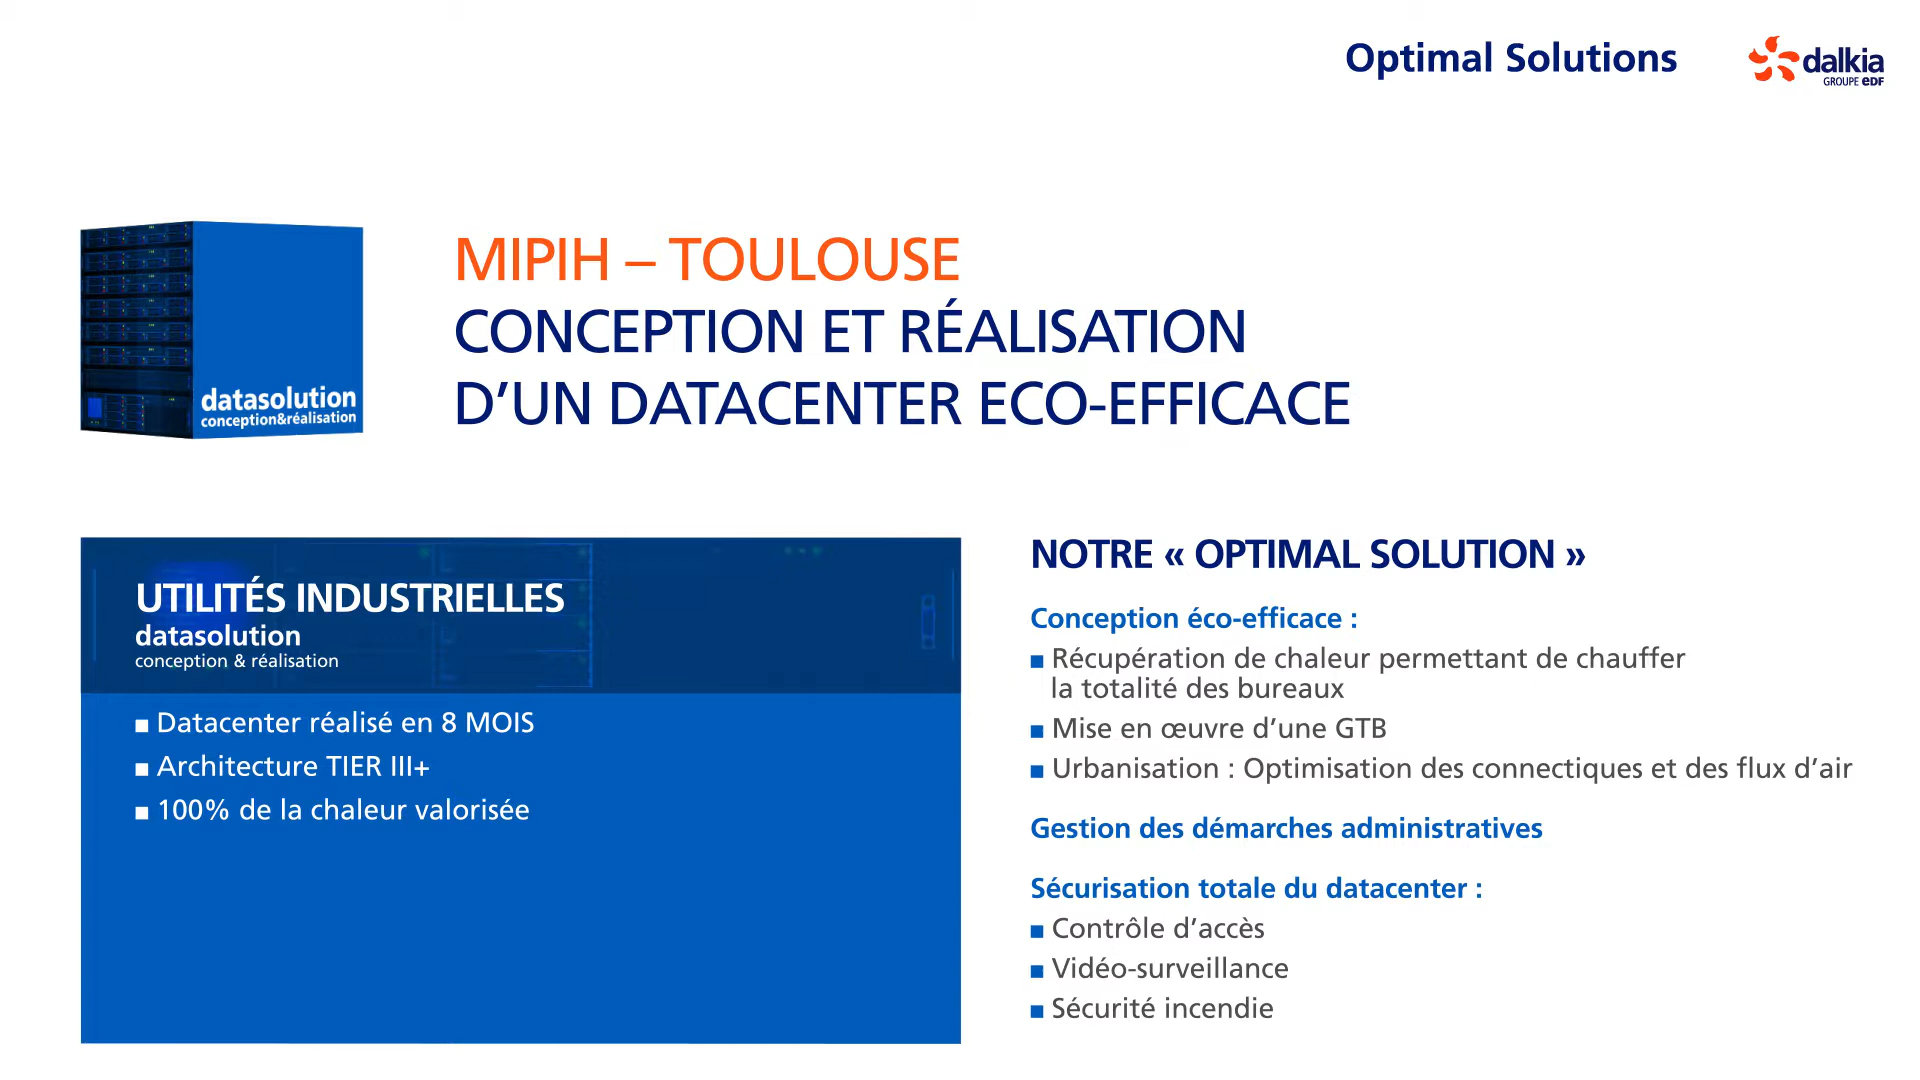 Optimal Solutions
dalkia
GROUPE eDF
datasolution
conception&réalisation
MIPIH – TOULOUSE
CONCEPTION ET RÉALISATION
D’UN DATACENTER ECO-EFFICACE
UTILITÉS INDUSTRIELLES
datasolution
conception & réalisation
■ Datacenter réalisé en 8 MOIS
■ Architecture TIER III+
■ 100% de la chaleur valorisée
NOTRE « OPTIMAL SOLUTION »
Conception éco-efficace :
■ Récupération de chaleur permettant de chauffer
la totalité des bureaux
■ Mise en œuvre d’une GTB
■ Urbanisation : Optimisation des connectiques et des flux d’air
Gestion des démarches administratives
Sécurisation totale du datacenter :
■ Contrôle d’accès
■ Vidéo-surveillance
■ Sécurité incendie